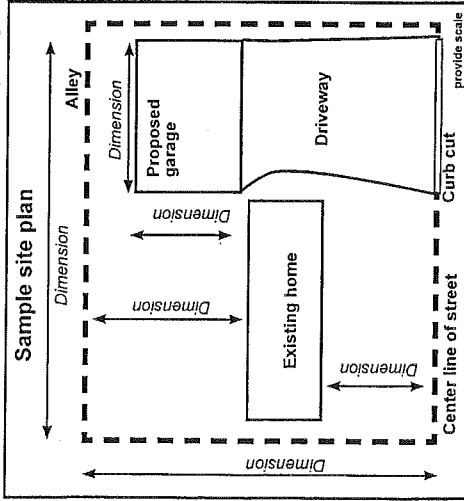 Sample site plan
Dimension
Alley
Dimension
Proposed
garage
Driveway
Dimension
Dimension
Existing home
Dimension
Dimension
Center line of street
Curb cut
provide scale